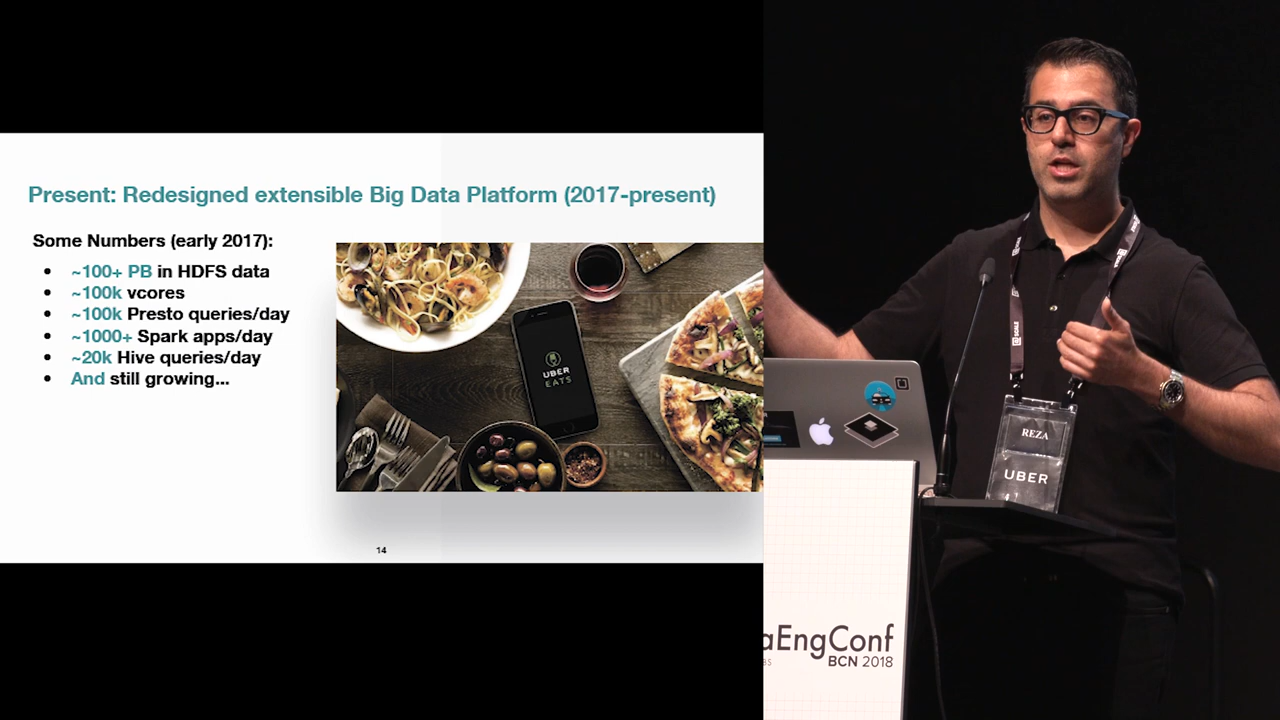 Present: Redesigned extensible Big Data Platform (2017-present)
Some Numbers (early 2017):
• ~100+ PB in HDFS data
• ~100k vcores
• ~100k Presto queries/day
• ~1000+ Spark apps/day
• ~20k Hive queries/day
• And still growing...
UBER
EATS
14
SCALE
REZA
UBER
aEngConf
BCN 2018